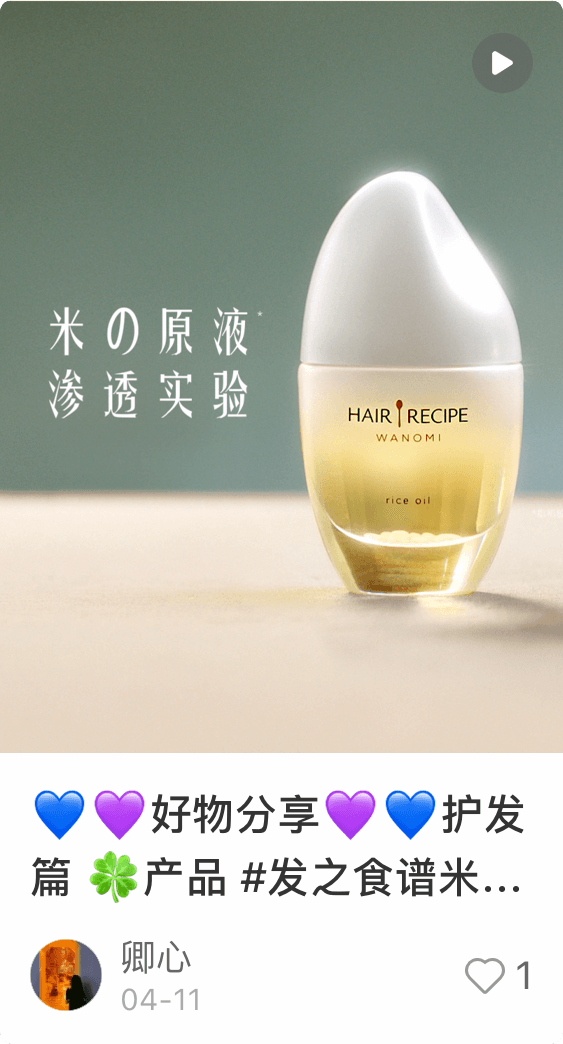 米の原液*
渗透实验
HAIR RECIPE
WANOMI
rice oil
💙💜好物分享💜💙护发
篇 🍀产品 #发之食谱米...
卿心
04-11
1